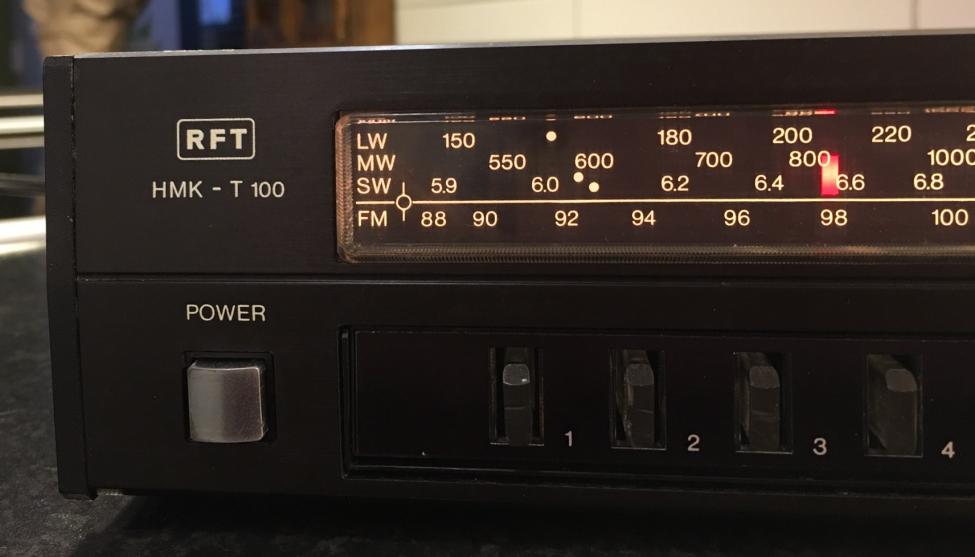 RFT
HMK - T 100
LW 150 180 200 220
MW 550 600 700 800 1000
SW 5.9 6.0 6.2 6.4 6.6 6.8
FM 88 90 92 94 96 98 100
POWER
1 2 3 4